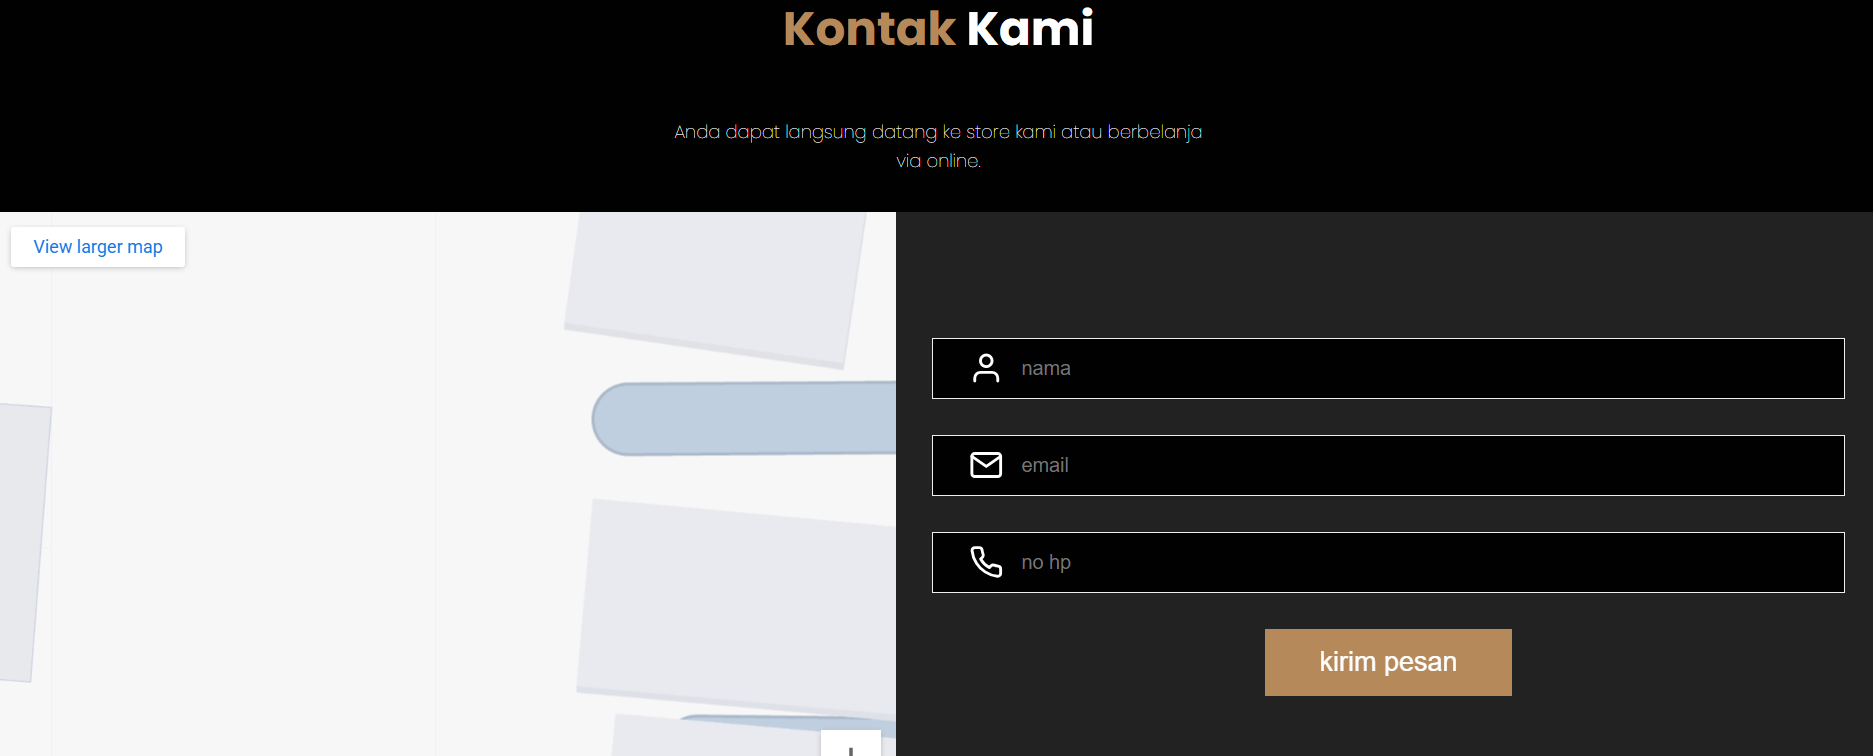 Kontak Kami
Anda dapat langsung datang ke store kami atau berbelanja
via online.
View larger map
nama
email
no hp
kirim pesan